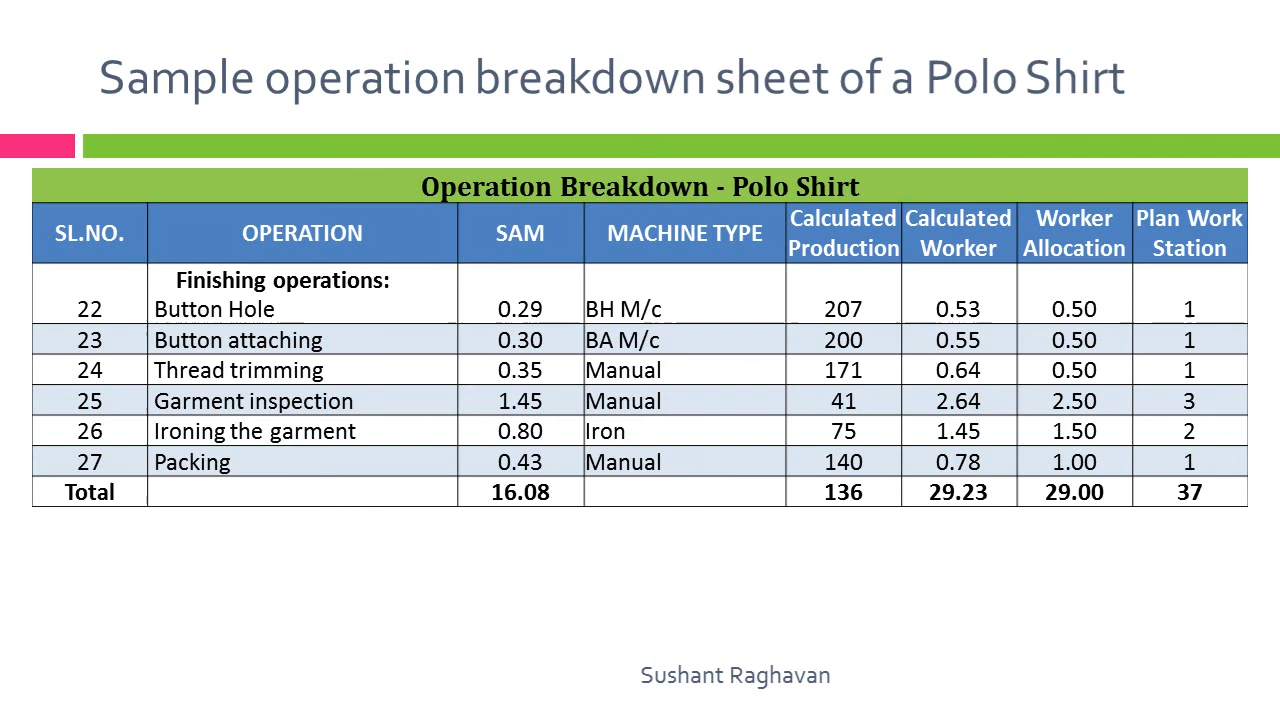 Sample operation breakdown sheet of a Polo Shirt
Operation Breakdown - Polo Shirt
SL.NO. OPERATION SAM MACHINE TYPE Calculated Production Calculated Worker Worker Allocation Plan Work Station
Finishing operations:
22 Button Hole 0.29 BH M/c 207 0.53 0.50 1
23 Button attaching 0.30 BA M/c 200 0.55 0.50 1
24 Thread trimming 0.35 Manual 171 0.64 0.50 1
25 Garment inspection 1.45 Manual 41 2.64 2.50 3
26 Ironing the garment 0.80 Iron 75 1.45 1.50 2
27 Packing 0.43 Manual 140 0.78 1.00 1
Total 16.08 136 29.23 29.00 37
Sushant Raghavan